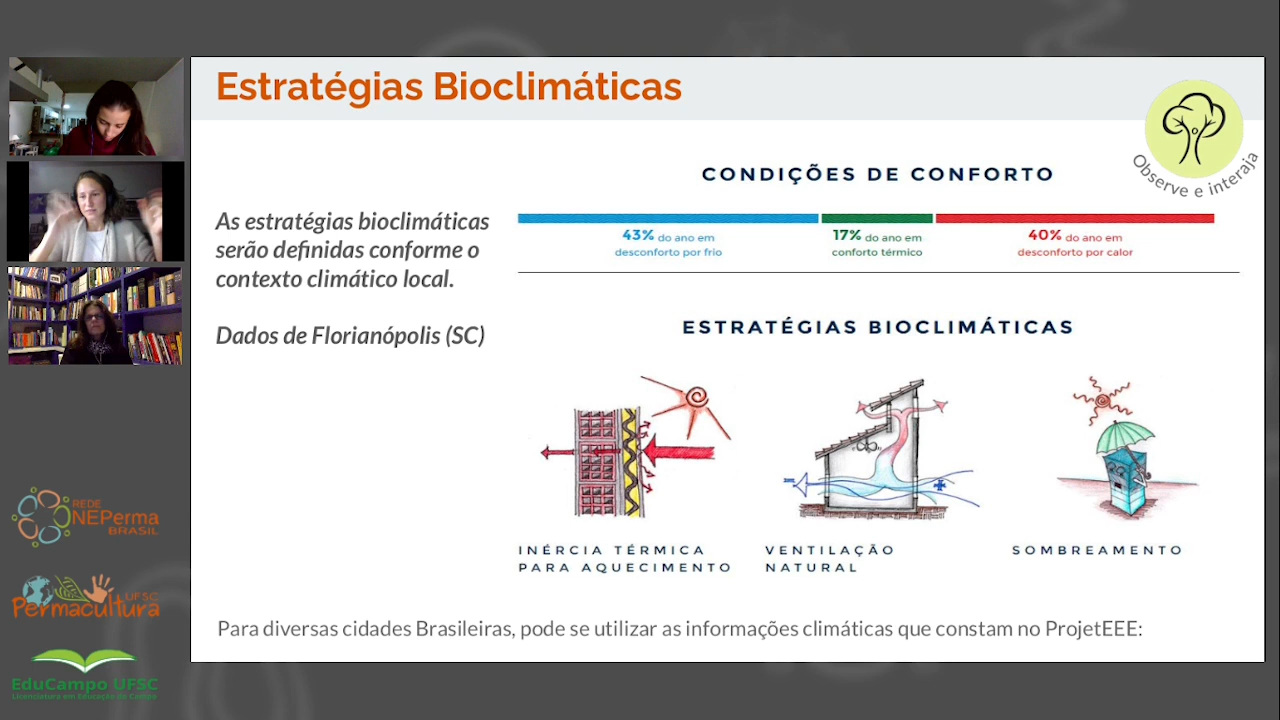 Estratégias Bioclimáticas
Observe e interaja
CONDIÇÕES DE CONFORTO
As estratégias bioclimáticas
serão definidas conforme o
contexto climático local.
Dados de Florianópolis (SC)
43% do ano em
desconforto por frio
17% do ano em
conforto térmico
40% do ano em
desconforto por calor
ESTRATÉGIAS BIOCLIMÁTICAS
INÉRCIA TÉRMICA
PARA AQUECIMENTO
VENTILAÇÃO
NATURAL
SOMBREAMENTO
Para diversas cidades Brasileiras, pode se utilizar as informações climáticas que constam no ProjetEEE:
REDE
NEPerma
BRASIL
UFSC
Permacultura
EduCampo UFSC
Licenciatura em Educação do Campo